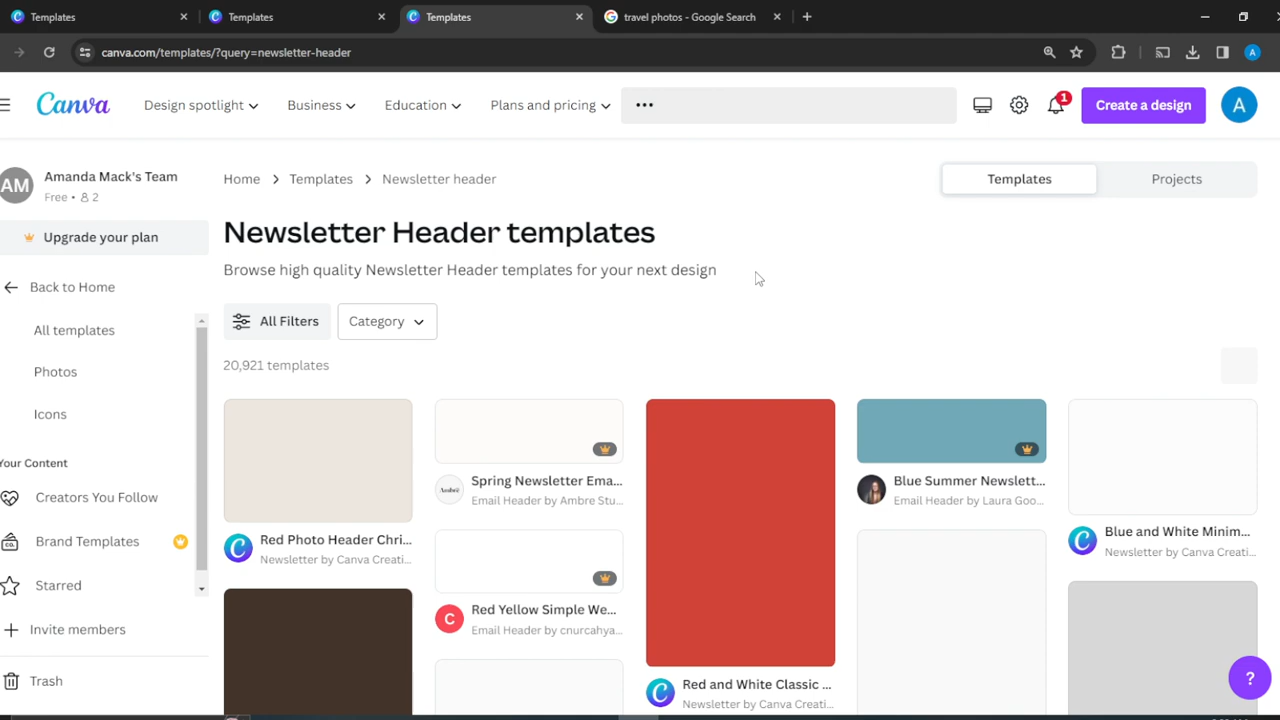 Templates
Templates
Templates
travel photos - Google Search
canva.com/templates/?query=newsletter-header
A
Canva
Design spotlight
Business
Education
Plans and pricing
•••
1
Create a design
A
AM
Amanda Mack's Team
Free • 2
Upgrade your plan
Back to Home
All templates
Photos
Icons
Your Content
Creators You Follow
Brand Templates
Starred
Invite members
Trash
Home
Templates
Newsletter header
Templates
Projects
Newsletter Header templates
Browse high quality Newsletter Header templates for your next design
All Filters
Category
20,921 templates
Red Photo Header Chri...
Newsletter by Canva Creati...
Ambré
Spring Newsletter Ema...
Email Header by Ambre Stu...
C
Red Yellow Simple We...
Email Header by cnurcahya...
Red and White Classic ...
Newsletter by Canva Creati...
Blue Summer Newslett...
Email Header by Laura Goo...
Blue and White Minim...
Newsletter by Canva Creati...
?